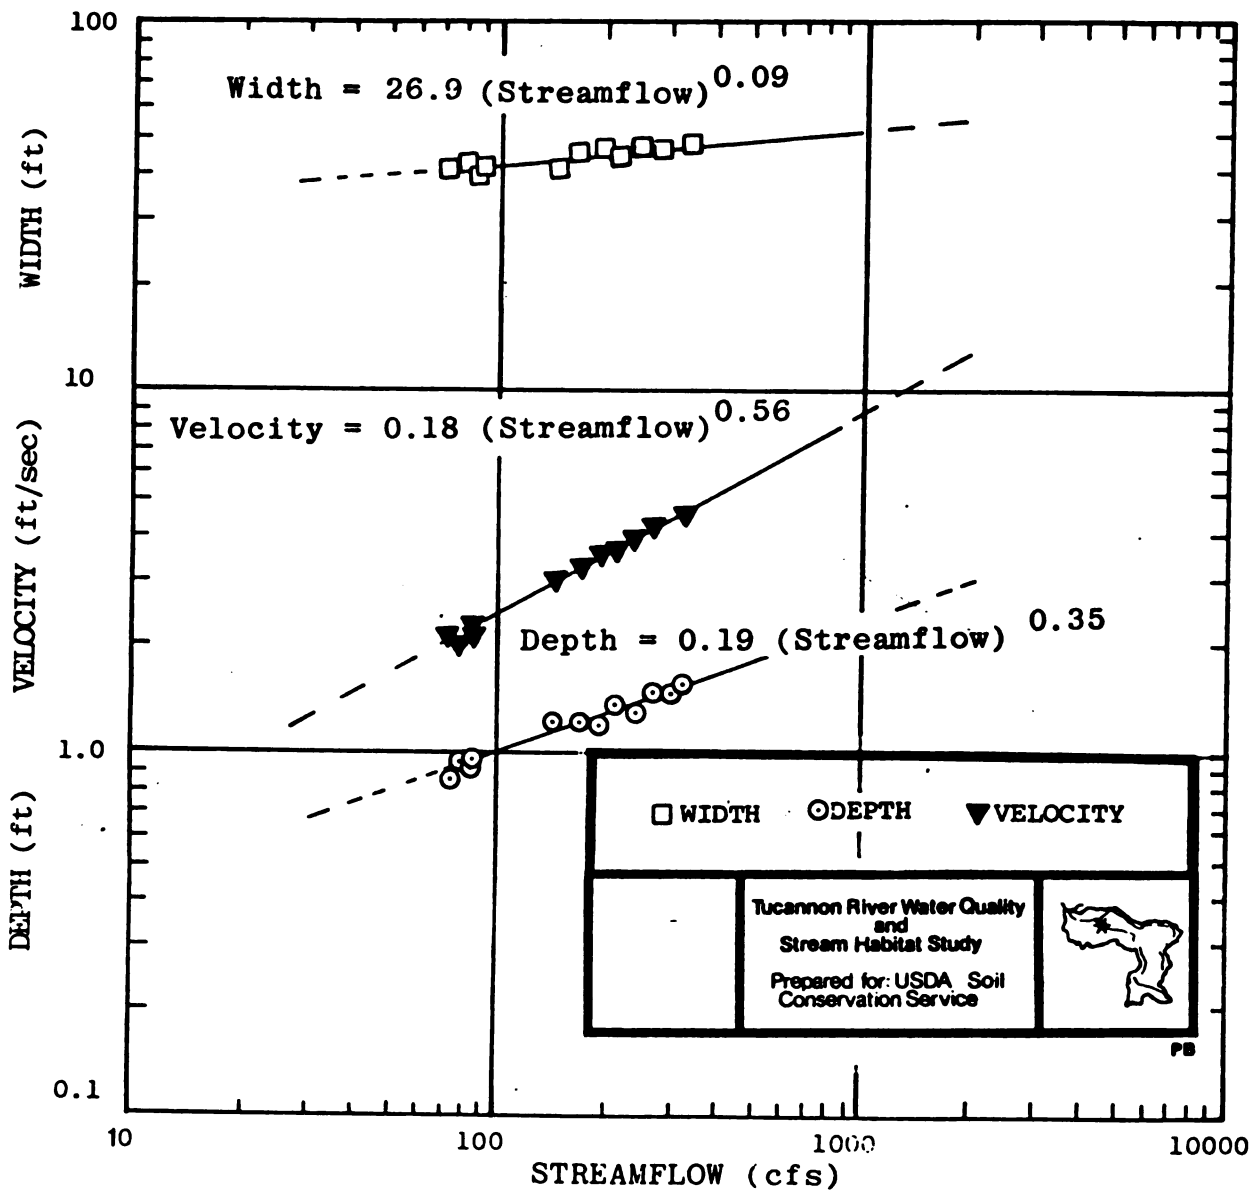 100
Width = 26.9 (Streamflow)0.09
WIDTH (ft)
10
Velocity = 0.18 (Streamflow)0.56
VELOCITY (ft/sec)
Depth = 0.19 (Streamflow) 0.35
1.0
WIDTH DEPTH VELOCITY
DEPTH (ft)
Tucannon River Water Quality
and
Stream Habitat Study
Prepared for: USDA Soil
Conservation Service
PB
0.1
10 100 1000 10000
STREAMFLOW (cfs)